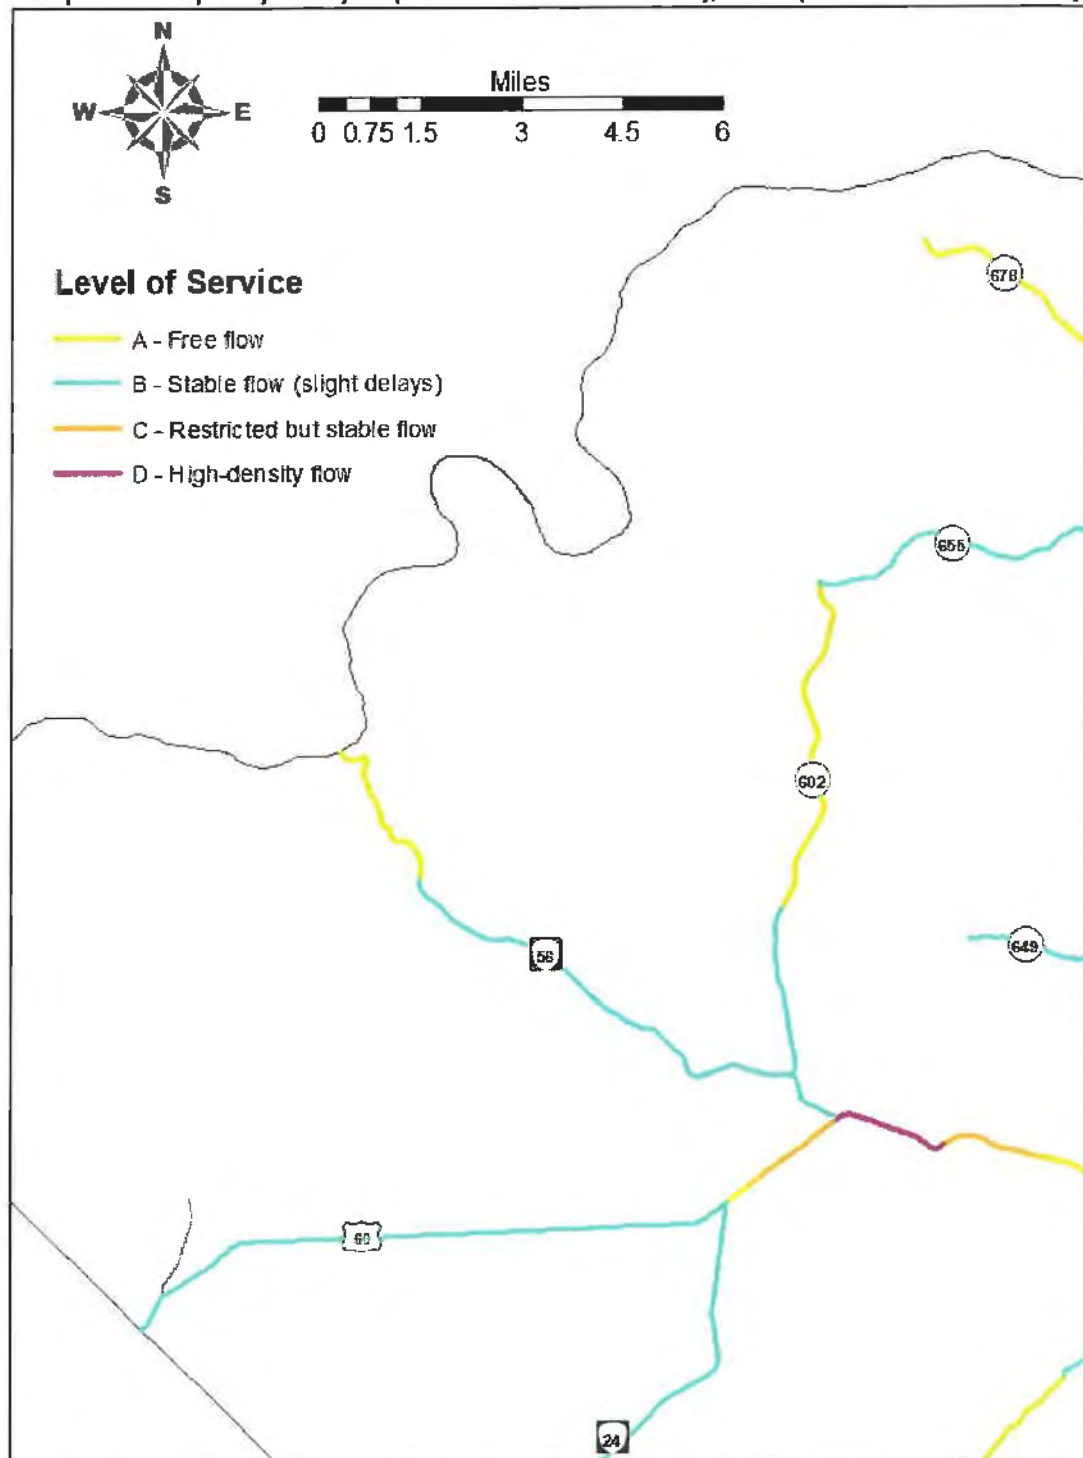 N
W E
S
Miles
0 0.75 1.5 3 4.5 6
Level of Service
A - Free flow
B - Stable flow (slight delays)
C - Restricted but stable flow
D - High-density flow
678
655
602
56
649
60
24